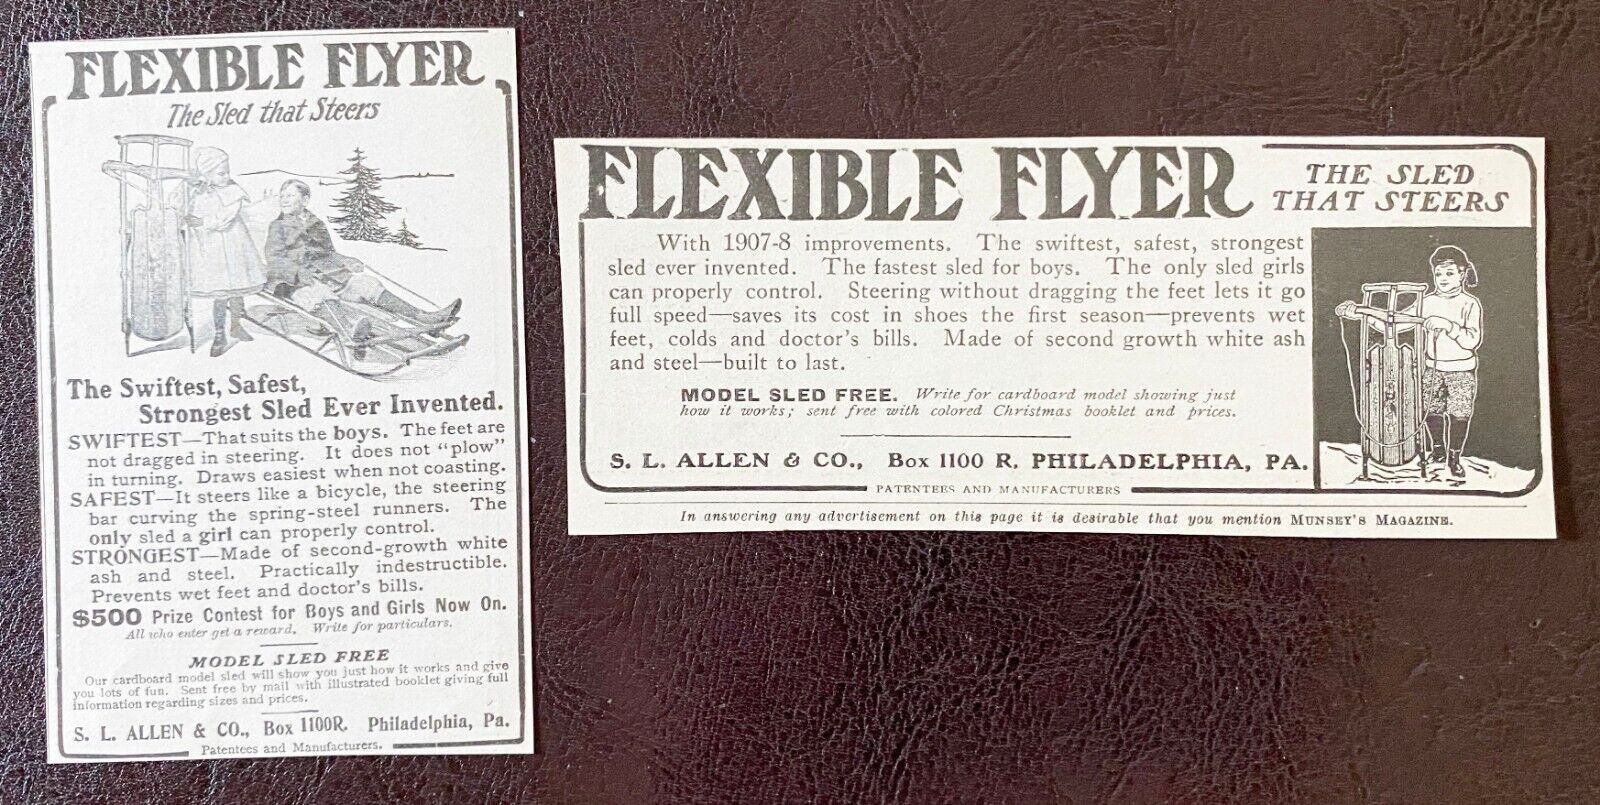 FLEXIBLE FLYER
The Sled that Steers
The Swiftest, Safest,
Strongest Sled Ever Invented.
SWIFTEST—That suits the boys. The feet are
not dragged in steering. It does not "plow"
in turning. Draws easiest when not coasting.
SAFEST—It steers like a bicycle, the steering
bar curving the spring-steel runners. The
only sled a girl can properly control.
STRONGEST—Made of second-growth white
ash and steel. Practically indestructible.
Prevents wet feet and doctor's bills.
$500 Prize Contest for Boys and Girls Now On.
All who enter get a reward. Write for particulars.
MODEL SLED FREE
Our cardboard model sled will show you just how it works and give
you lots of fun. Sent free by mail with illustrated booklet giving full
information regarding sizes and prices.
S. L. ALLEN & CO., Box 1100R. Philadelphia, Pa.
Patentees and Manufacturers.
FLEXIBLE FLYER
THE SLED
THAT STEERS
With 1907-8 improvements. The swiftest, safest, strongest
sled ever invented. The fastest sled for boys. The only sled girls
can properly control. Steering without dragging the feet lets it go
full speed—saves its cost in shoes the first season—prevents wet
feet, colds and doctor's bills. Made of second growth white ash
and steel—built to last.
MODEL SLED FREE. Write for cardboard model showing just
how it works; sent free with colored Christmas booklet and prices.
S. L. ALLEN & CO., Box 1100 R. PHILADELPHIA, PA.
PATENTEES AND MANUFACTURERS
In answering any advertisement on this page it is desirable that you mention MUNSEY'S MAGAZINE.